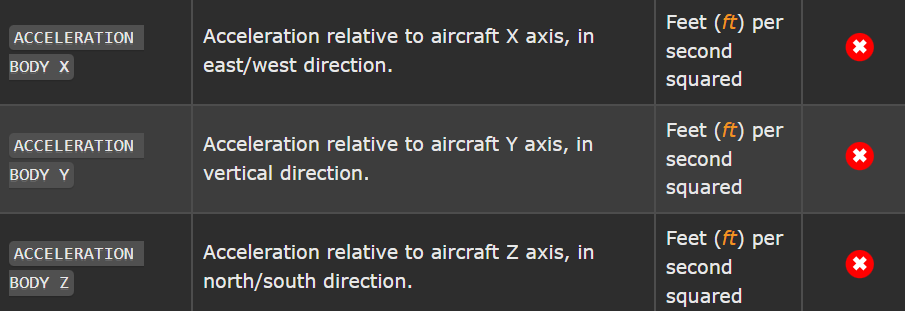 ACCELERATION
BODY X
Acceleration relative to aircraft X axis, in
east/west direction.
Feet (ft) per
second
squared
ACCELERATION
BODY Y
Acceleration relative to aircraft Y axis, in
vertical direction.
Feet (ft) per
second
squared
ACCELERATION
BODY Z
Acceleration relative to aircraft Z axis, in
north/south direction.
Feet (ft) per
second
squared